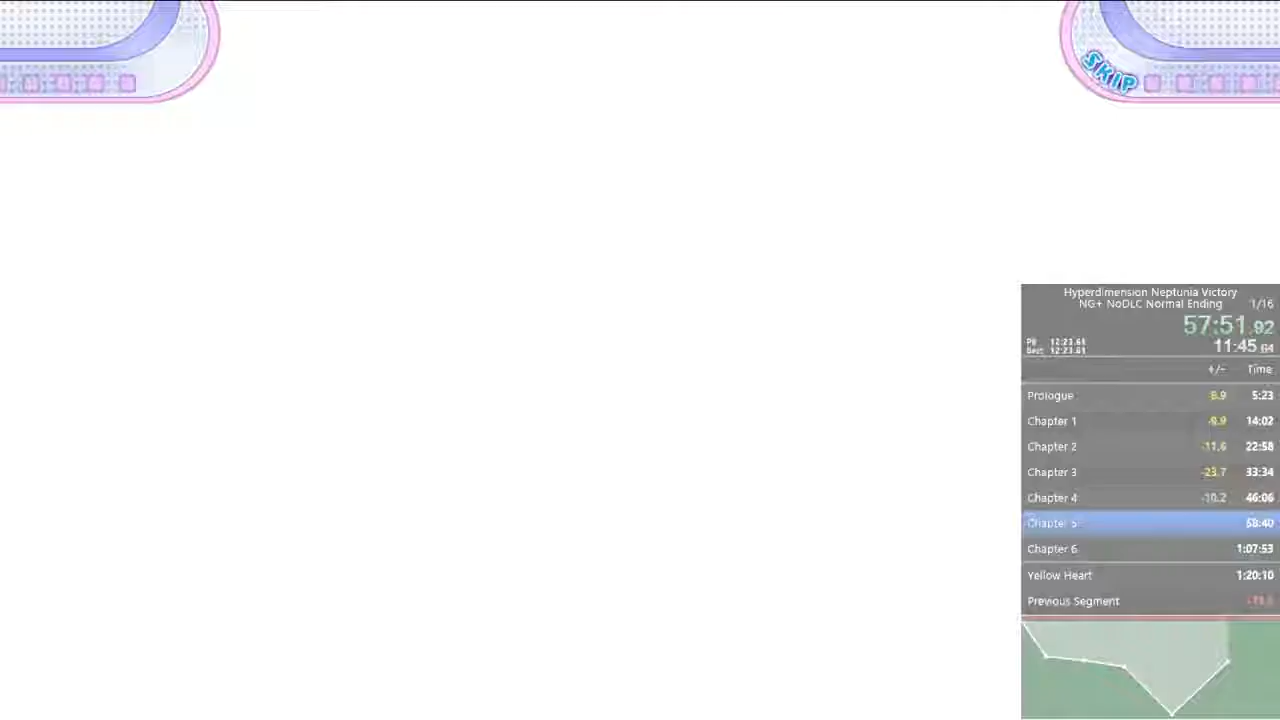 SKIP
Hyperdimension Neptunia Victory
NG+ NoDLC Normal Ending 1/16
57:51.92
PB 12:23.61 11:45.64
Best 12:23.61
+/- Time
Prologue 5:23
Chapter 1 -9.9 14:02
Chapter 2 -11.6 22:58
Chapter 3 -23.7 33:34
Chapter 4 -10.2 46:06
Chapter 5 58:40
Chapter 6 1:07:53
Yellow Heart 1:20:10
Previous Segment